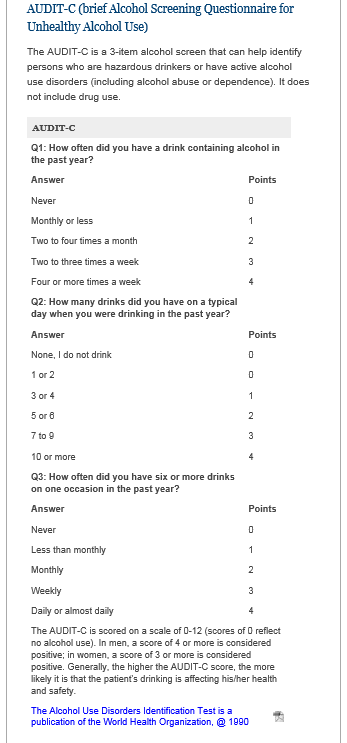 AUDIT-C (brief Alcohol Screening Questionnaire for
Unhealthy Alcohol Use)
The AUDIT-C is a 3-item alcohol screen that can help identify
persons who are hazardous drinkers or have active alcohol
use disorders (including alcohol abuse or dependence). It does
not include drug use.
AUDIT-C
Q1: How often did you have a drink containing alcohol in
the past year?
Answer Points
Never 0
Monthly or less 1
Two to four times a month 2
Two to three times a week 3
Four or more times a week 4
Q2: How many drinks did you have on a typical
day when you were drinking in the past year?
Answer Points
None, I do not drink 0
1 or 2 0
3 or 4 1
5 or 6 2
7 to 9 3
10 or more 4
Q3: How often did you have six or more drinks
on one occasion in the past year?
Answer Points
Never 0
Less than monthly 1
Monthly 2
Weekly 3
Daily or almost daily 4
The AUDIT-C is scored on a scale of 0-12 (scores of 0 reflect
no alcohol use). In men, a score of 4 or more is considered
positive; in women, a score of 3 or more is considered
positive. Generally, the higher the AUDIT-C score, the more
likely it is that the patient's drinking is affecting his/her health
and safety.
The Alcohol Use Disorders Identification Test is a
publication of the World Health Organization, @ 1990